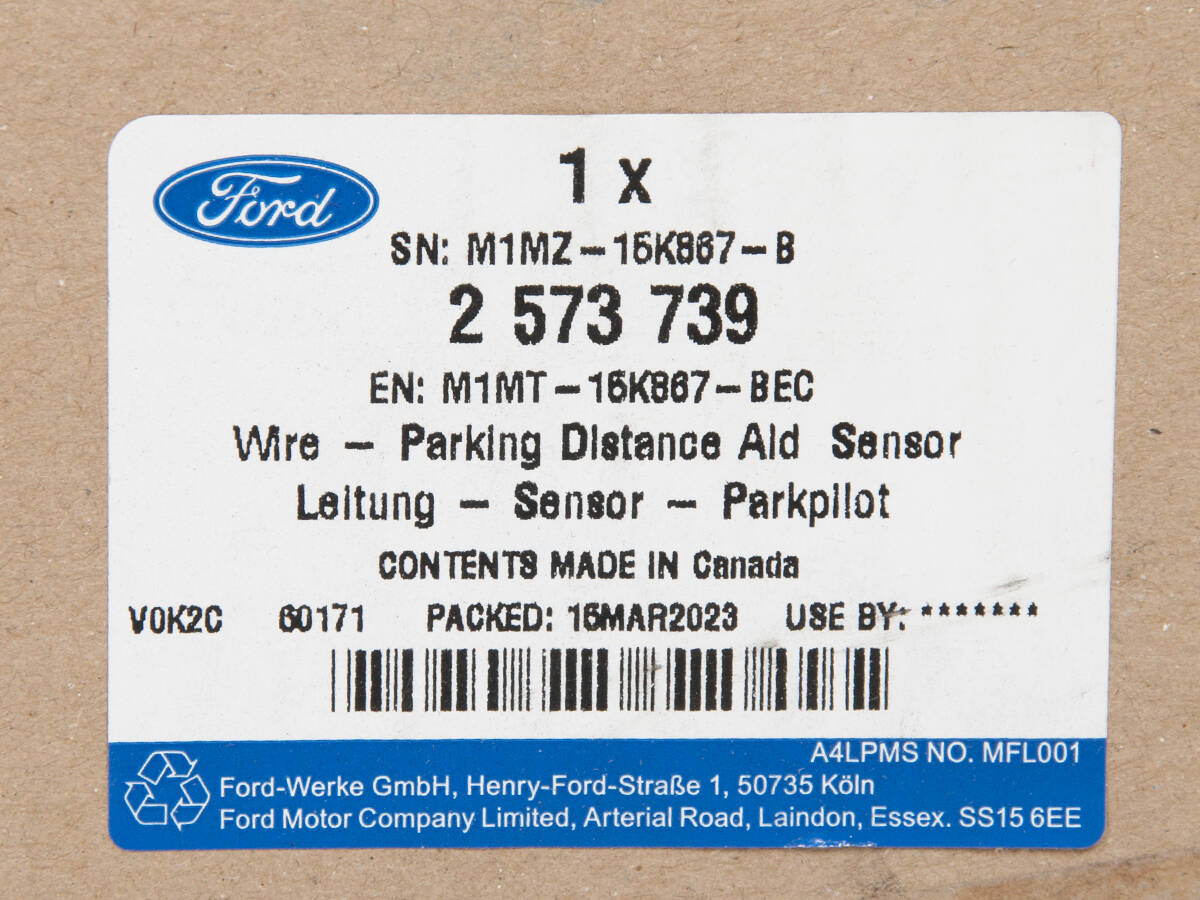 Ford
1 x
SN: M1MZ-15K867-B
2 573 739
EN: M1MT-15K867-BEC
Wire - Parking Distance Aid Sensor
Leitung - Sensor - Parkpilot
CONTENTS MADE IN Canada
V0K2C 60171 PACKED: 15MAR2023 USE BY: *******
A4LPMS NO. MFL001
Ford-Werke GmbH, Henry-Ford-Straße 1, 50735 Köln
Ford Motor Company Limited, Arterial Road, Laindon, Essex. SS15 6EE